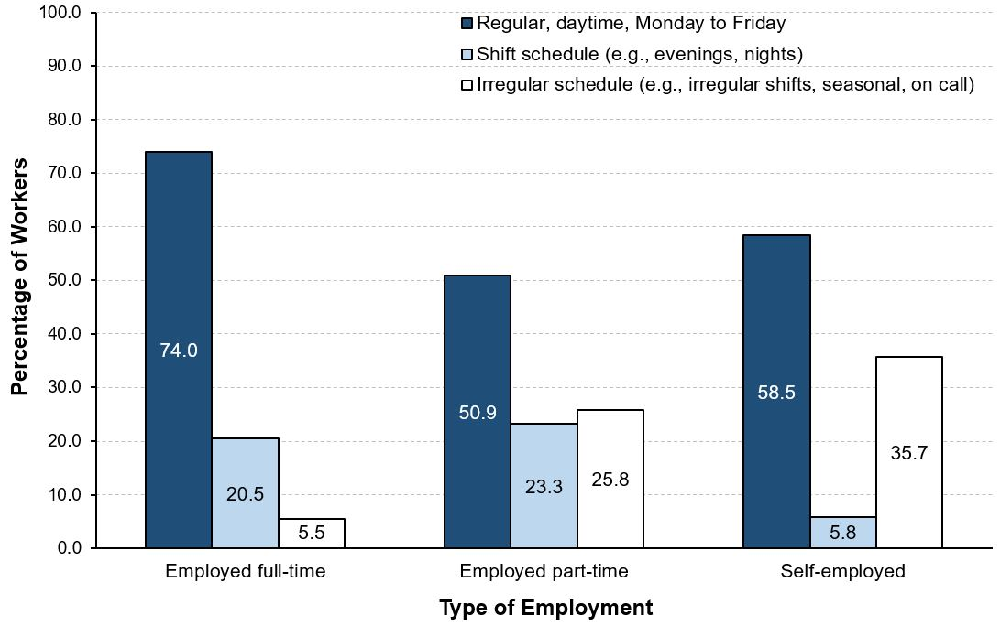 100.0
90.0
80.0
70.0
60.0
50.0
40.0
30.0
20.0
10.0
0.0
Percentage of Workers
Regular, daytime, Monday to Friday
Shift schedule (e.g., evenings, nights)
Irregular schedule (e.g., irregular shifts, seasonal, on call)
74.0
20.5
5.5
50.9
23.3
25.8
58.5
5.8
35.7
Employed full-time
Employed part-time
Self-employed
Type of Employment